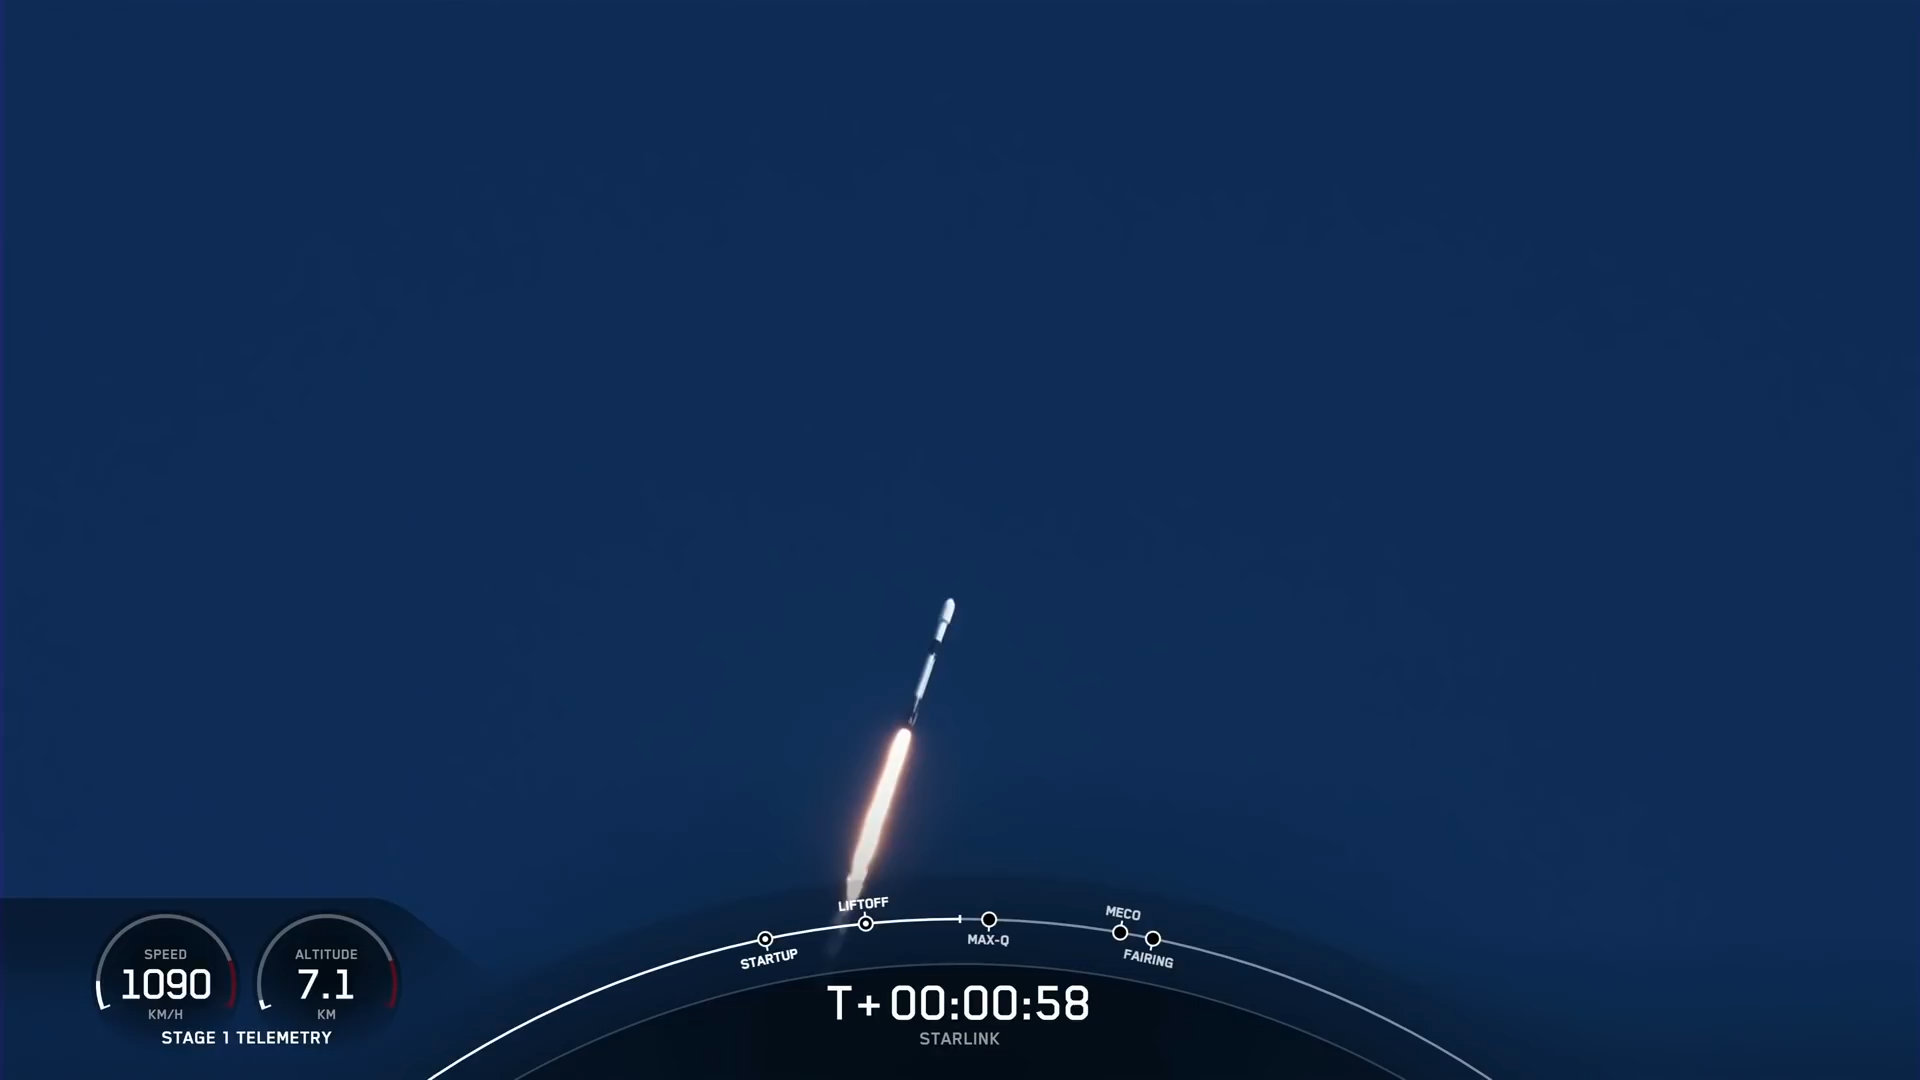 LIFTOFF
MECO
STARTUP
MAX-Q
FAIRING
SPEED
1090
KM/H
ALTITUDE
7.1
KM
STAGE 1 TELEMETRY
T+00:00:58
STARLINK